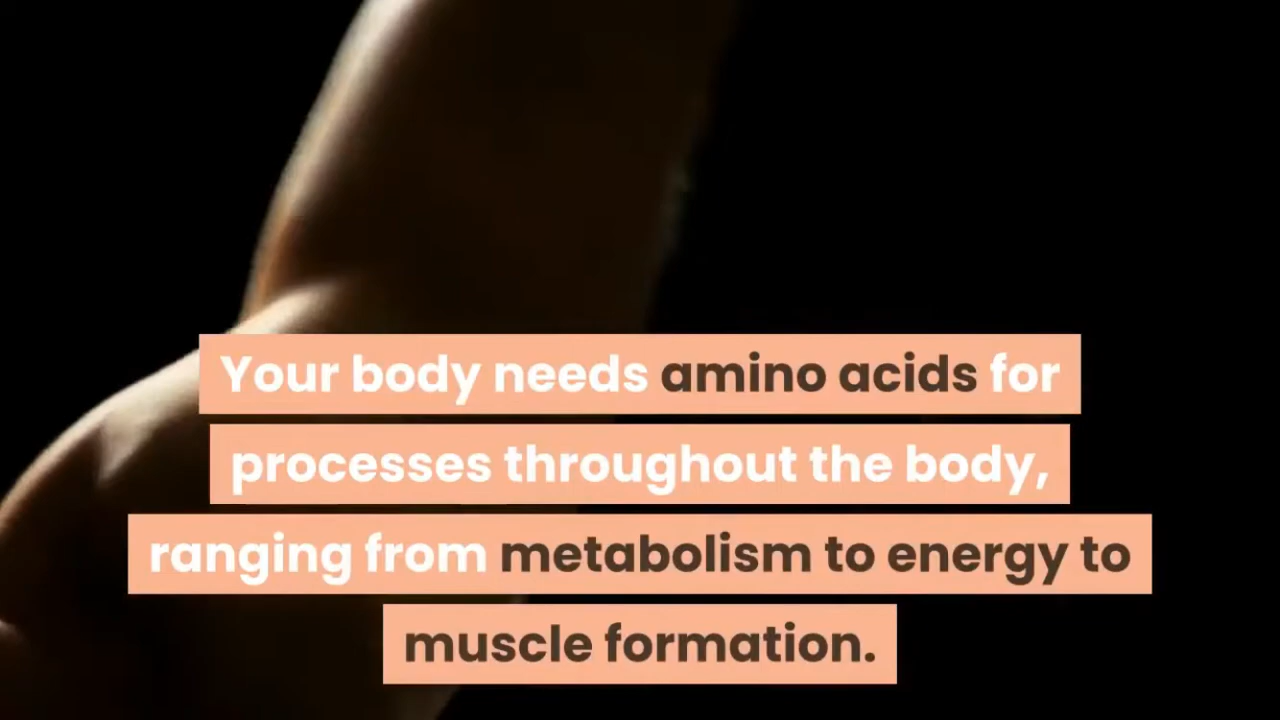 Your body needs amino acids for
processes throughout the body,
ranging from metabolism to energy to
muscle formation.